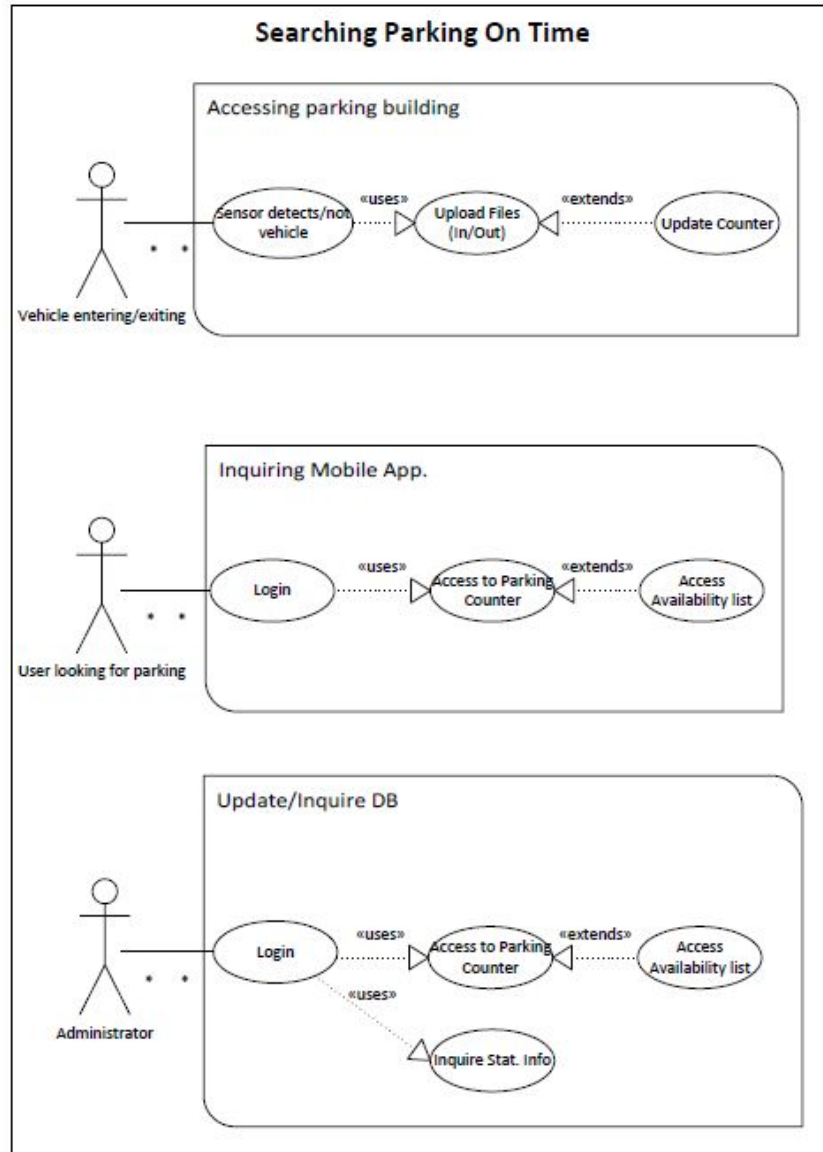 Searching Parking On Time
Accessing parking building
«uses»
«extends»
Sensor detects/not
vehicle
Upload Files
(In/Out)
Update Counter
* *
Vehicle entering/exiting
Inquiring Mobile App.
«uses»
«extends»
Login
Access to Parking
Counter
Access
Availability list
* *
User looking for parking
Update/Inquire DB
«uses»
«extends»
Login
Access to Parking
Counter
Access
Availability list
* *
«uses»
Administrator
Inquire Stat. Info